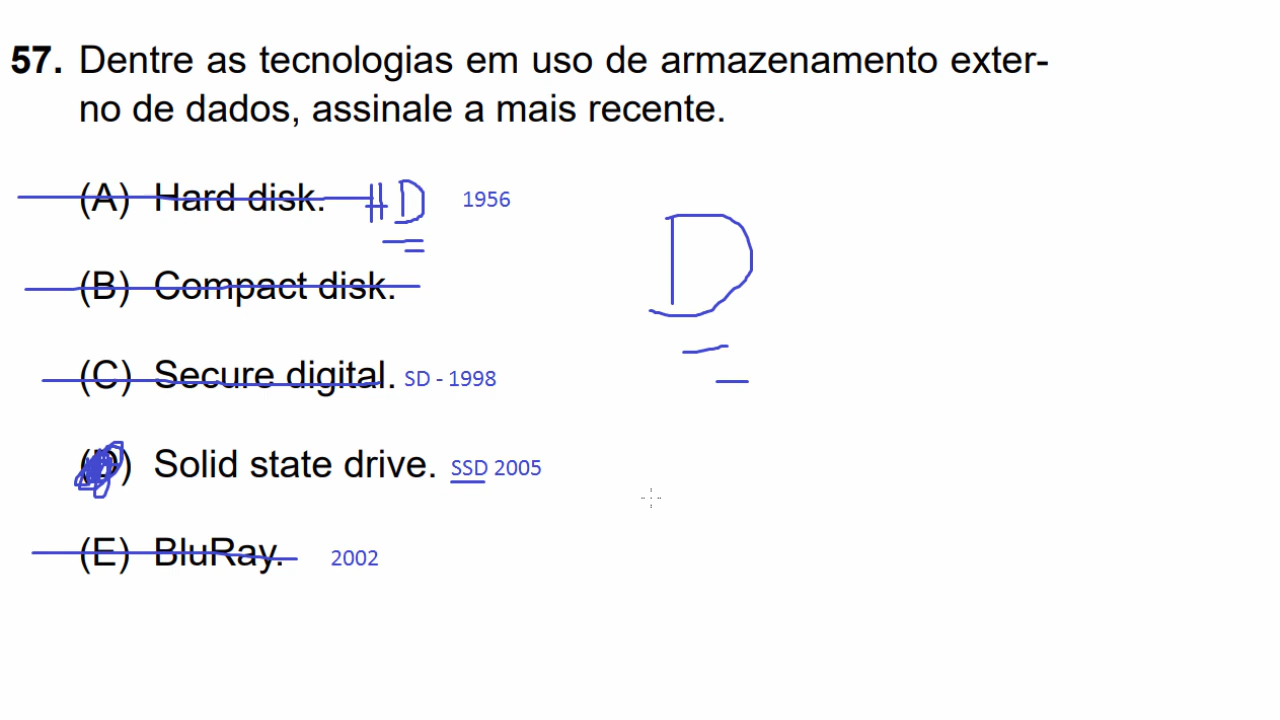 57. Dentre as tecnologias em uso de armazenamento exter-
no de dados, assinale a mais recente.
(A) Hard disk. HD 1956
D
(B) Compact disk.
(C) Secure digital. SD - 1998
(D) Solid state drive. SSD 2005
(E) BluRay. 2002